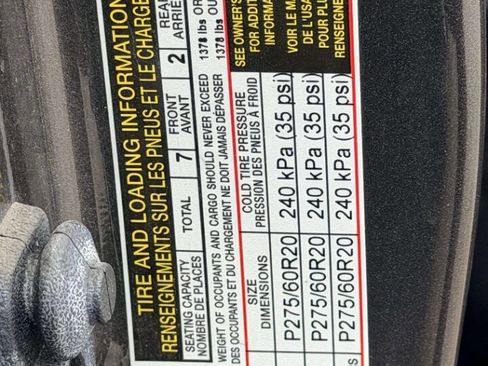 TIRE AND LOADING INFORMATION
RENSEIGNEMENTS SUR LES PNEUS ET LE CHARGE
SEATING CAPACITY TOTAL 7 FRONT 2 REA
NOMBRE DE PLACES AVANT ARRIÈ
WEIGHT OF OCCUPANTS AND CARGO SHOULD NEVER EXCEED 1378 lbs OR
DES OCCUPANTS ET DU CHARGEMENT NE DOIT JAMAIS DÉPASSER 1378 lbs OU
SIZE COLD TIRE PRESSURE
DIMENSIONS PRESSION DES PNEUS À FROID
P275/60R20 240 kPa (35 psi)
P275/60R20 240 kPa (35 psi)
P275/60R20 240 kPa (35 psi)
SEE OWNER'S
FOR ADDIT
INFORMA
VOIR LE MA
DE L'USA
POUR PLU
RENSEIGNE